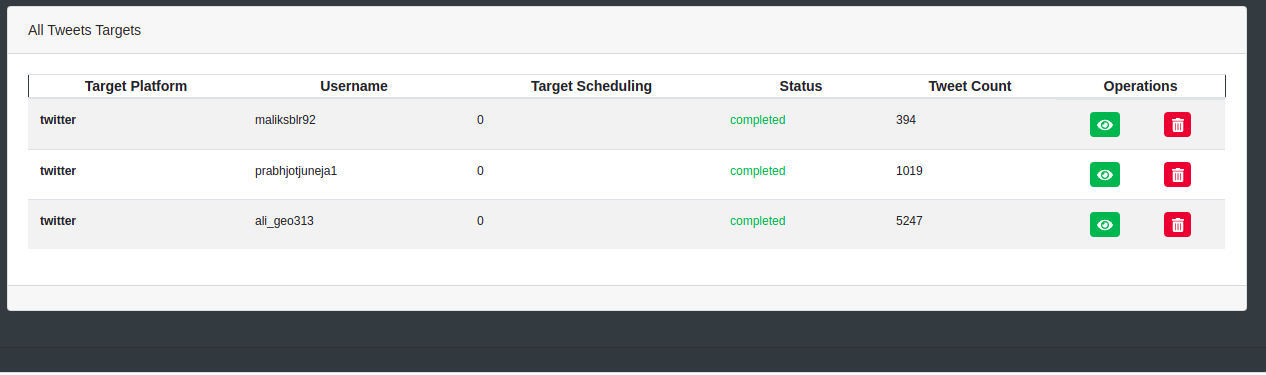 All Tweets Targets
Target Platform Username Target Scheduling Status Tweet Count Operations
twitter maliksblr92 0 completed 394
twitter prabhjotjuneja1 0 completed 1019
twitter ali_geo313 0 completed 5247